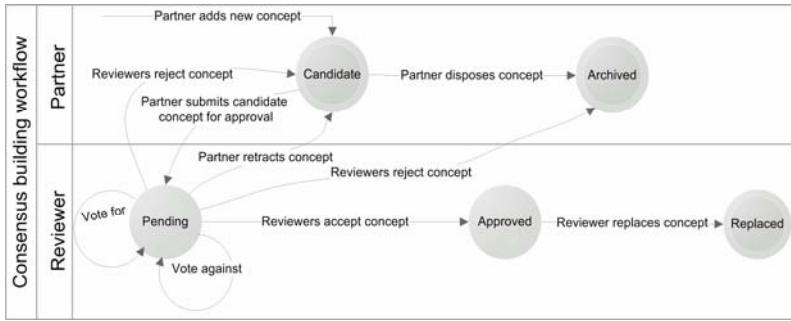 Consensus building workflow
Partner
Partner adds new concept
Reviewers reject concept
Candidate
Partner disposes concept
Archived
Partner submits candidate
concept for approval
Partner retracts concept
Reviewers reject concept
Reviewer
Vote for
Pending
Reviewers accept concept
Approved
Reviewer replaces concept
Replaced
Vote against